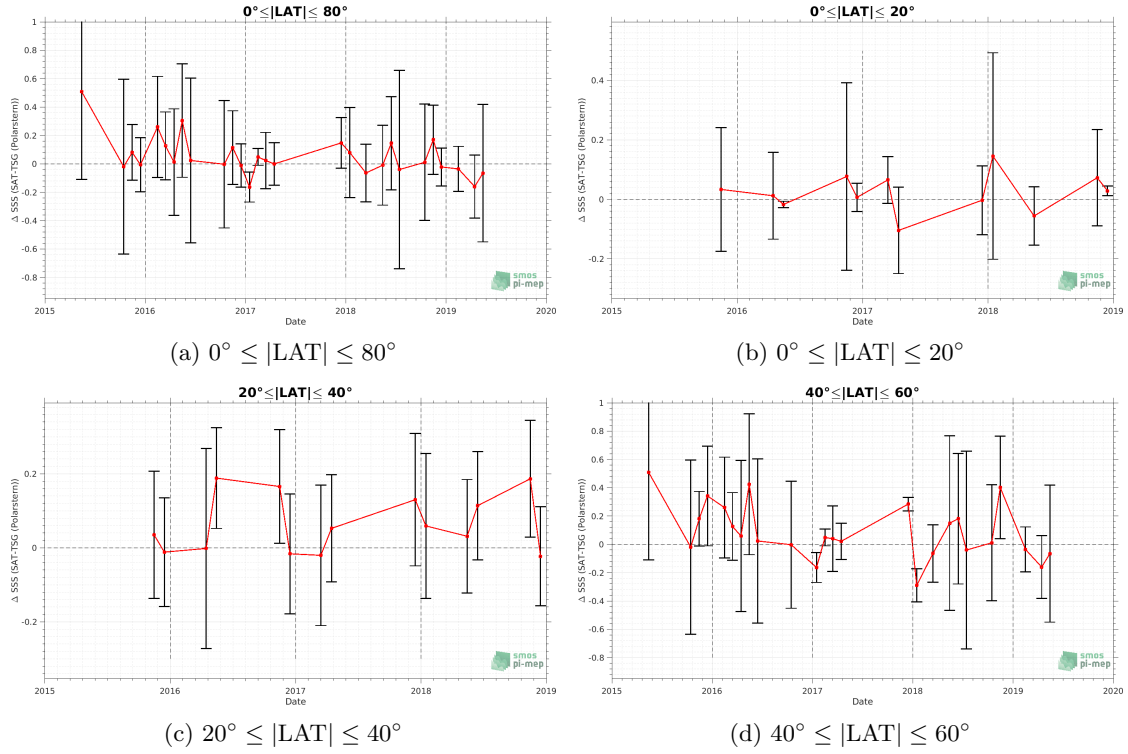 0°≤|LAT|≤ 80°
Δ SSS (SAT-TSG (Polarstern))
1
0.8
0.6
0.4
0.2
0
-0.2
-0.4
-0.6
-0.8
2015 2016 2017 2018 2019 2020
Date
smos
pi-mep
(a) 0° ≤ |LAT| ≤ 80°
0°≤|LAT|≤ 20°
Δ SSS (SAT-TSG (Polarstern))
0.4
0.2
0
-0.2
2015 2016 2017 2018 2019
Date
smos
pi-mep
(b) 0° ≤ |LAT| ≤ 20°
20°≤|LAT|≤ 40°
Δ SSS (SAT-TSG (Polarstern))
0.2
0
-0.2
2015 2016 2017 2018 2019
Date
smos
pi-mep
(c) 20° ≤ |LAT| ≤ 40°
40°≤|LAT|≤ 60°
Δ SSS (SAT-TSG (Polarstern))
1
0.8
0.6
0.4
0.2
0
-0.2
-0.4
-0.6
-0.8
2015 2016 2017 2018 2019 2020
Date
smos
pi-mep
(d) 40° ≤ |LAT| ≤ 60°